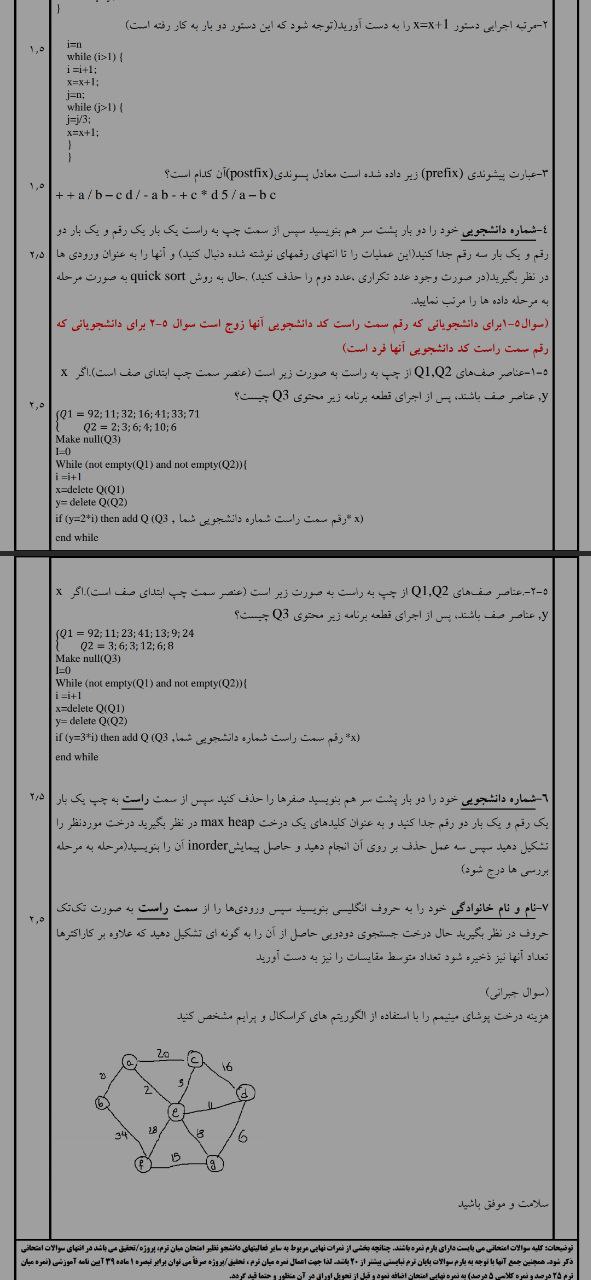 }
۲-مرتبه اجرایی دستور x=x+1 را به دست آورید(توجه شود که این دستور دو بار به کار رفته است)
۱,۵
i=n
while (i>1) {
i =i+1;
x=x+1;
j=n;
while (j>1) {
j=j/3;
x=x+1;
}
}
۳-عبارت پیشوندی (prefix) زیر داده شده است معادل پسوندی(postfix)آن کدام است؟
۱,۵
+ + a / b – c d / - a b - + c * d 5 / a – b c
٤-شماره دانشجویی خود را دو بار پشت سر هم بنویسید سپس از سمت چپ به راست یک بار یک رقم و یک بار دو
رقم و یک بار سه رقم جدا کنید(این عملیات را تا انتهای رقمهای نوشته شده دنبال کنید) و آنها را به عنوان ورودی ها
۲/۵
در نظر بگیرید(در صورت وجود عدد تکراری ،عدد دوم را حذف کنید) .حال به روش quick sort به صورت مرحله
به مرحله داده ها را مرتب نمایید.
(سوال۵-۱برای دانشجویانی که رقم سمت راست کد دانشجویی آنها زوج است سوال ۵-۲ برای دانشجویانی که
رقم سمت راست کد دانشجویی آنها فرد است)
۵-۱-عناصر صف‌های Q1,Q2 از چپ به راست به صورت زیر است (عنصر سمت چپ ابتدای صف است).اگر x
,y عناصر صف باشند، پس از اجرای قطعه برنامه زیر محتوی Q3 چیست؟
۲,۵
{Q1 = 92; 11; 32; 16; 41; 33; 71
Q2 = 2; 3; 6; 4; 10; 6
Make null(Q3)
I=0
While (not empty(Q1) and not empty(Q2)){
i =i+1
x=delete Q(Q1)
y= delete Q(Q2)
if (y=2*i) then add Q (Q3 , رقم سمت راست شماره دانشجویی شما* x)
end while
۵-۲-.عناصر صف‌های Q1,Q2 از چپ به راست به صورت زیر است (عنصر سمت چپ ابتدای صف است).اگر x
,y عناصر صف باشند، پس از اجرای قطعه برنامه زیر محتوی Q3 چیست؟
{Q1 = 92; 11; 23; 41; 13; 9; 24
Q2 = 3; 6; 3; 12; 6; 8
Make null(Q3)
I=0
While (not empty(Q1) and not empty(Q2)){
i =i+1
x=delete Q(Q1)
y= delete Q(Q2)
if (y=3*i) then add Q (Q3 ,رقم سمت راست شماره دانشجویی شما *x)
end while
٦-شماره دانشجویی خود را دو بار پشت سر هم بنویسید صفرها را حذف کنید سپس از سمت راست به چپ یک بار
۲/۵
یک رقم و یک بار دو رقم جدا کنید و به عنوان کلیدهای یک درخت max heap در نظر بگیرید درخت موردنظر را
تشکیل دهید سپس سه عمل حذف بر روی آن انجام دهید و حاصل پیمایشinorder آن را بنویسید(مرحله به مرحله
بررسی ها درج شود)
۷-نام و نام خانوادگی خود را به حروف انگلیسی بنویسید سپس ورودی‌ها را از سمت راست به صورت تک‌تک
۲,۵
حروف در نظر بگیرید حال درخت جستجوی دودویی حاصل از آن را به گونه ای تشکیل دهید که علاوه بر کاراکترها
تعداد آنها نیز ذخیره شود تعداد متوسط مقایسات را نیز به دست آورید
(سوال جبرانی)
هزینه درخت پوشای مینیمم را با استفاده از الگوریتم های کراسکال و پرایم مشخص کنید
a 20 c
16
2 3
b e 11 d
34 28 18 6
f 15 g
سلامت و موفق باشید
توضیحات: کلیه سوالات امتحانی می بایست دارای بارم نمره باشند. چنانچه بخشی از نمرات نهایی مربوط به سایر فعالیتهای دانشجو نظیر امتحان میان ترم، پروژه/تحقیق می باشد در انتهای سوالات امتحانی
ذکر شود. همچنین جمع آنها با توجه به بارم سوالات پایان ترم نبایستی بیشتر از ۲۰ باشد. لذا جهت اعمال نمره میان ترم ، تحقیق/پروژه صرفاً می توان برابر تبصره ۱ ماده ۳۹ آیین نامه آموزشی (نمره میان
ترم ۲۵ درصد و نمره کلاسی ۵ درصد) به نمره نهایی امتحان اضافه نمود و قبل از تحویل اوراق در آن منظور و حتما قید گردد.